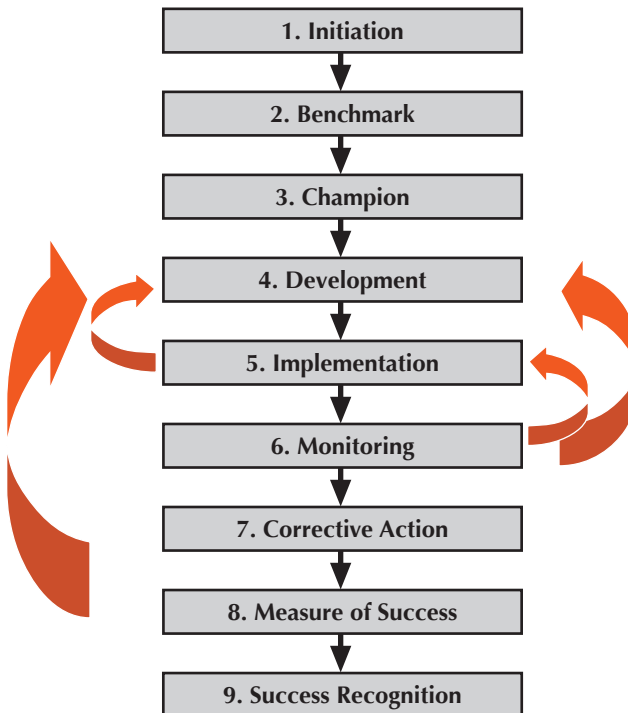 1. Initiation
2. Benchmark
3. Champion
4. Development
5. Implementation
6. Monitoring
7. Corrective Action
8. Measure of Success
9. Success Recognition